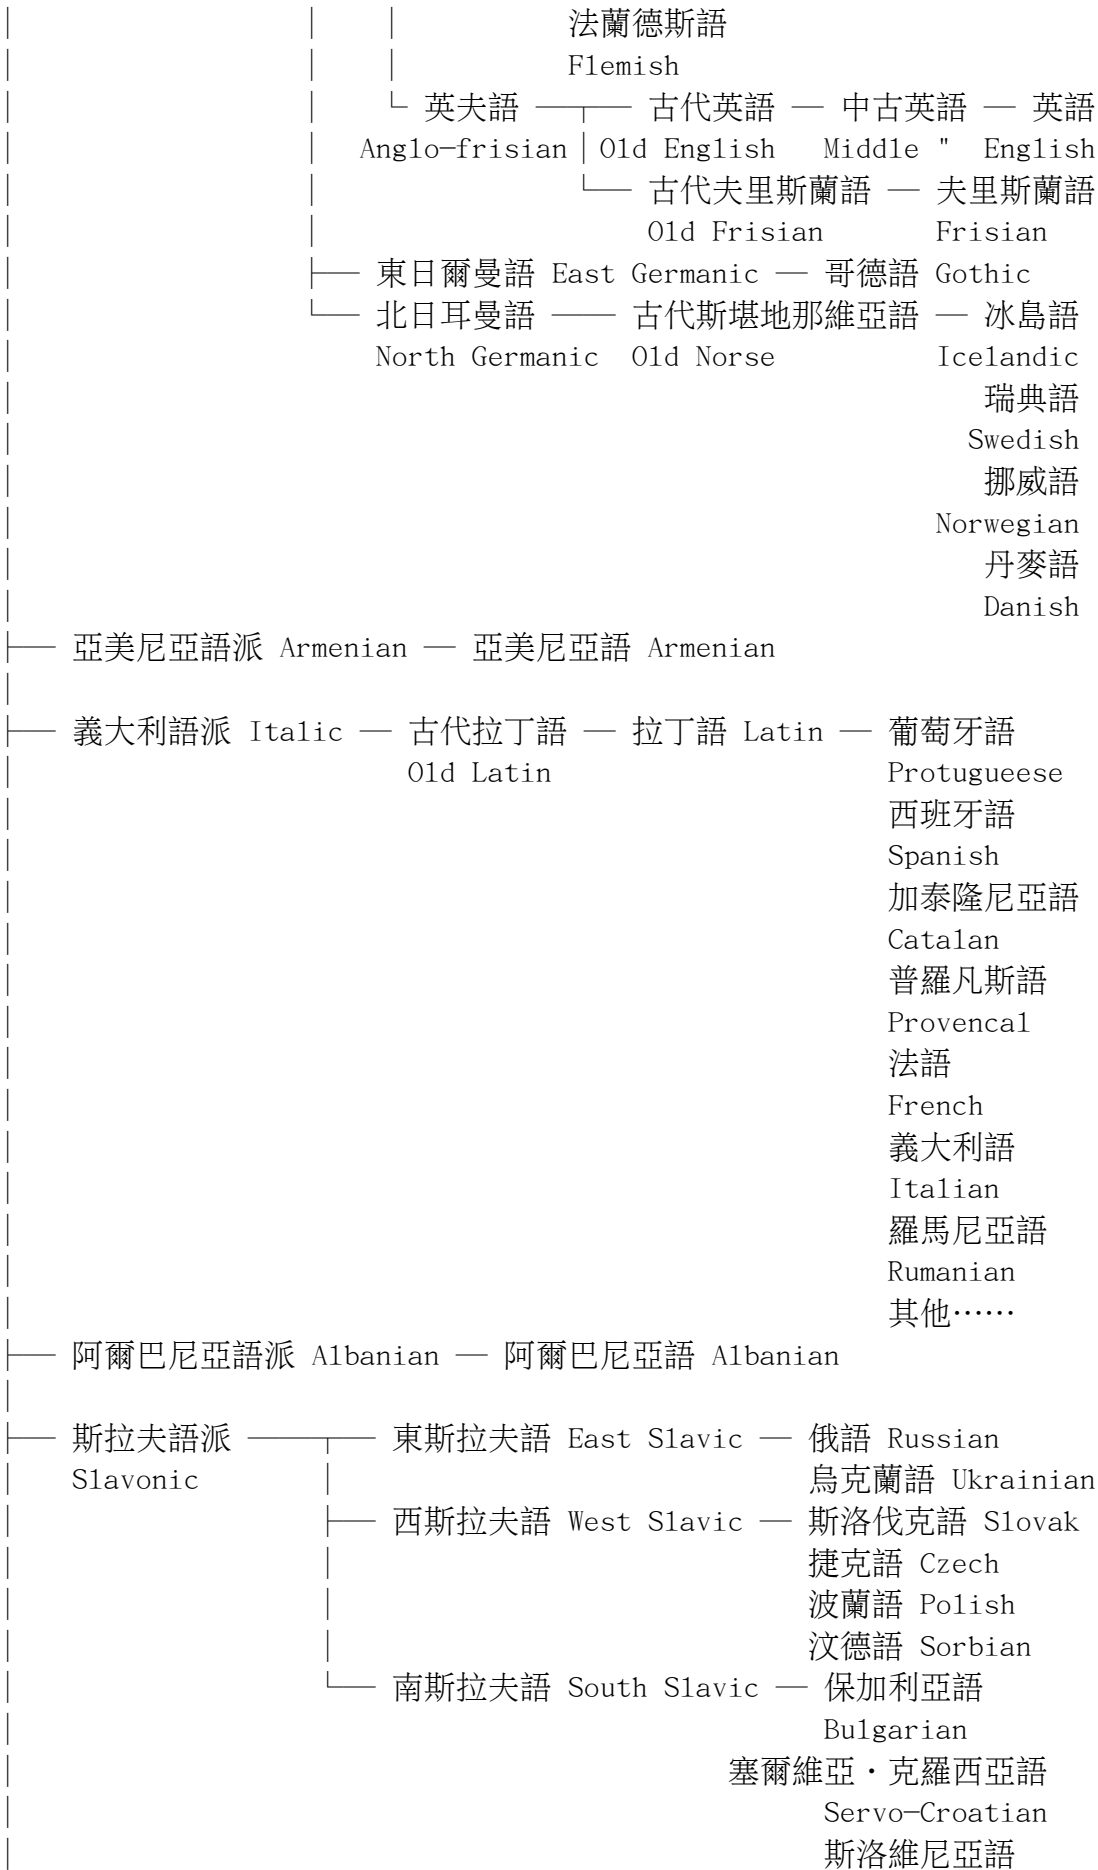 法蘭德斯語
Flemish
英夫語 古代英語 — 中古英語 — 英語
Anglo-frisian Old English Middle " English
古代夫里斯蘭語 — 夫里斯蘭語
Old Frisian Frisian
東日爾曼語 East Germanic — 哥德語 Gothic
北日耳曼語 —— 古代斯堪地那維亞語 — 冰島語
North Germanic Old Norse Icelandic
瑞典語
Swedish
挪威語
Norwegian
丹麥語
Danish
亞美尼亞語派 Armenian — 亞美尼亞語 Armenian
義大利語派 Italic — 古代拉丁語 — 拉丁語 Latin — 葡萄牙語
Old Latin Protugueese
西班牙語
Spanish
加泰隆尼亞語
Catalan
普羅凡斯語
Provencal
法語
French
義大利語
Italian
羅馬尼亞語
Rumanian
其他……
阿爾巴尼亞語派 Albanian — 阿爾巴尼亞語 Albanian
斯拉夫語派 東斯拉夫語 East Slavic — 俄語 Russian
Slavonic 烏克蘭語 Ukrainian
西斯拉夫語 West Slavic — 斯洛伐克語 Slovak
捷克語 Czech
波蘭語 Polish
汶德語 Sorbian
南斯拉夫語 South Slavic — 保加利亞語
Bulgarian
塞爾維亞・克羅西亞語
Servo-Croatian
斯洛維尼亞語